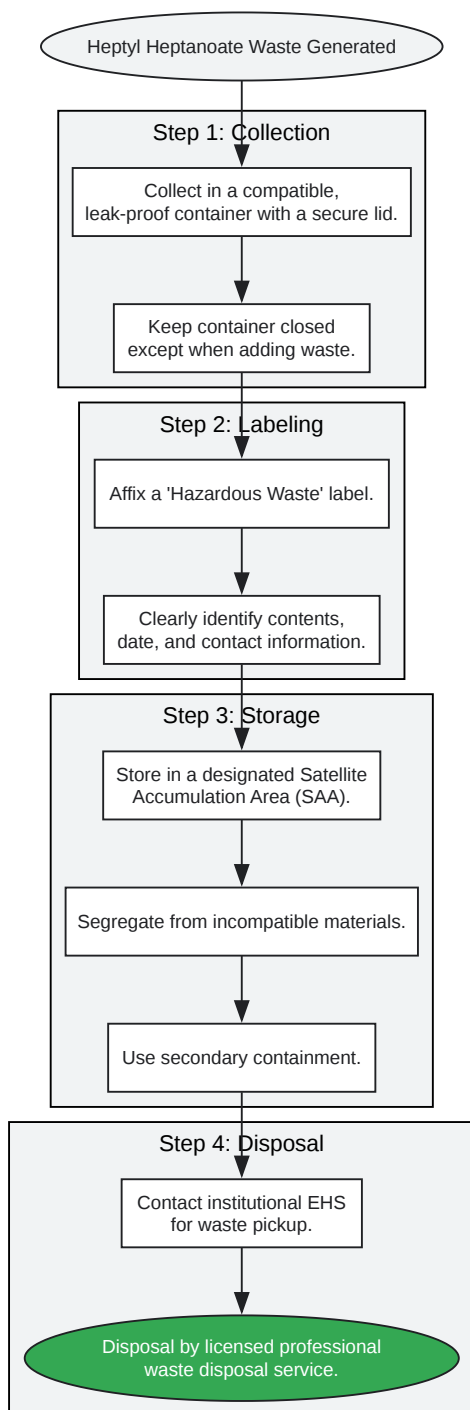 Heptyl Heptanoate Waste Generated
Step 1: Collection
Collect in a compatible,
leak-proof container with a secure lid.
Keep container closed
except when adding waste.
Step 2: Labeling
Affix a 'Hazardous Waste' label.
Clearly identify contents,
date, and contact information.
Step 3: Storage
Store in a designated Satellite
Accumulation Area (SAA).
Segregate from incompatible materials.
Use secondary containment.
Step 4: Disposal
Contact institutional EHS
for waste pickup.
Disposal by licensed professional
waste disposal service.